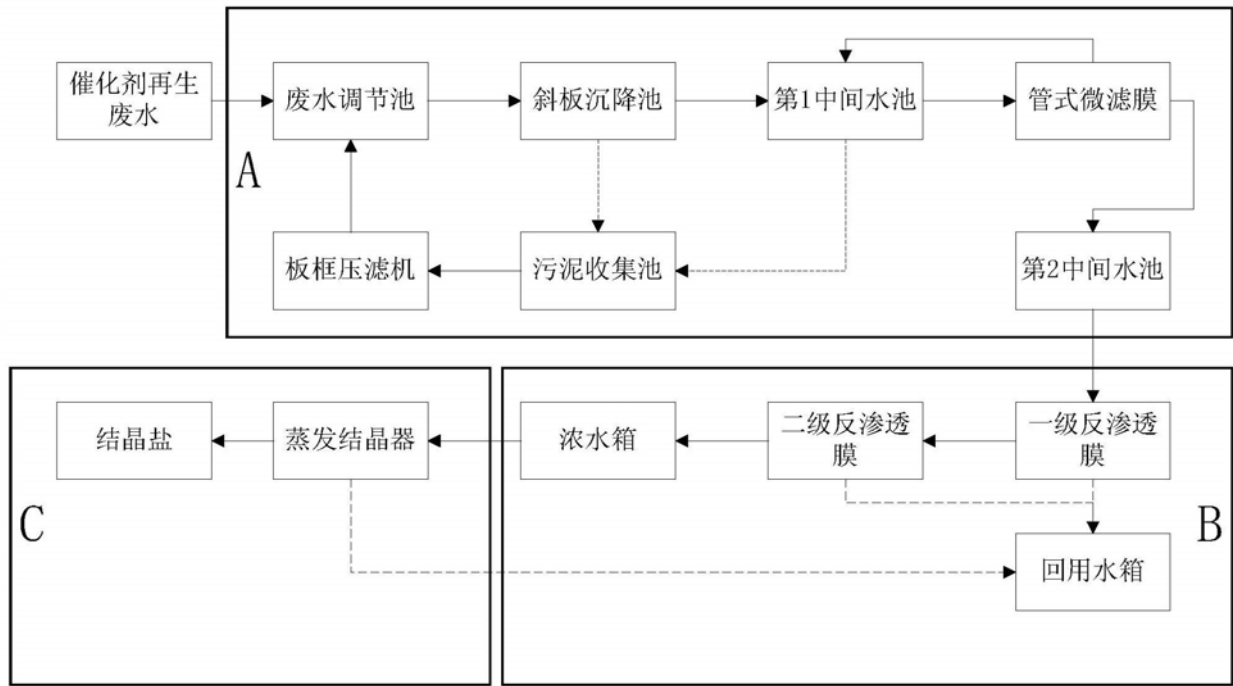 催化剂再生
废水
废水调节池
斜板沉降池
第1中间水池
管式微滤膜
A
板框压滤机
污泥收集池
第2中间水池
结晶盐
蒸发结晶器
浓水箱
二级反渗透
膜
一级反渗透
膜
C
B
回用水箱